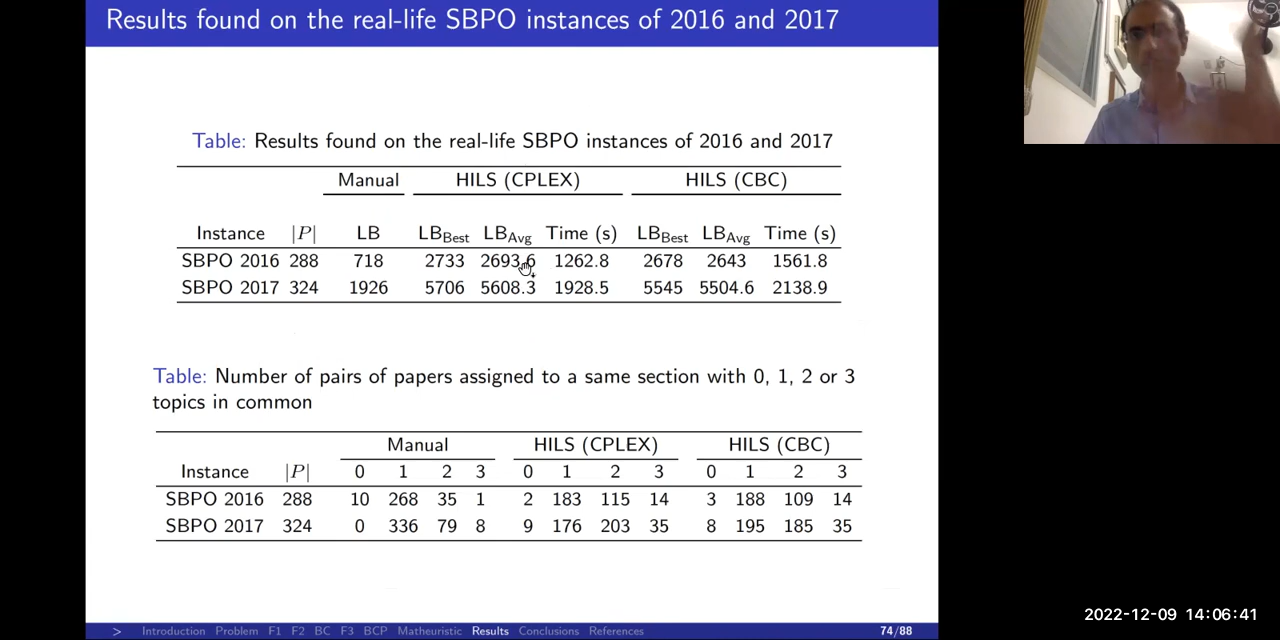 Results found on the real-life SBPO instances of 2016 and 2017
Table: Results found on the real-life SBPO instances of 2016 and 2017
Manual HILS (CPLEX) HILS (CBC)
Instance |P| LB LBBest LBAvg Time (s) LBBest LBAvg Time (s)
SBPO 2016 288 718 2733 2693.6 1262.8 2678 2643 1561.8
SBPO 2017 324 1926 5706 5608.3 1928.5 5545 5504.6 2138.9
Table: Number of pairs of papers assigned to a same section with 0, 1, 2 or 3
topics in common
Manual HILS (CPLEX) HILS (CBC)
Instance |P| 0 1 2 3 0 1 2 3 0 1 2 3
SBPO 2016 288 10 268 35 1 2 183 115 14 3 188 109 14
SBPO 2017 324 0 336 79 8 9 176 203 35 8 195 185 35
> Introduction Problem F1 F2 BC F3 BCP Matheuristic Results Conclusions References 74/88
2022-12-09 14:06:41